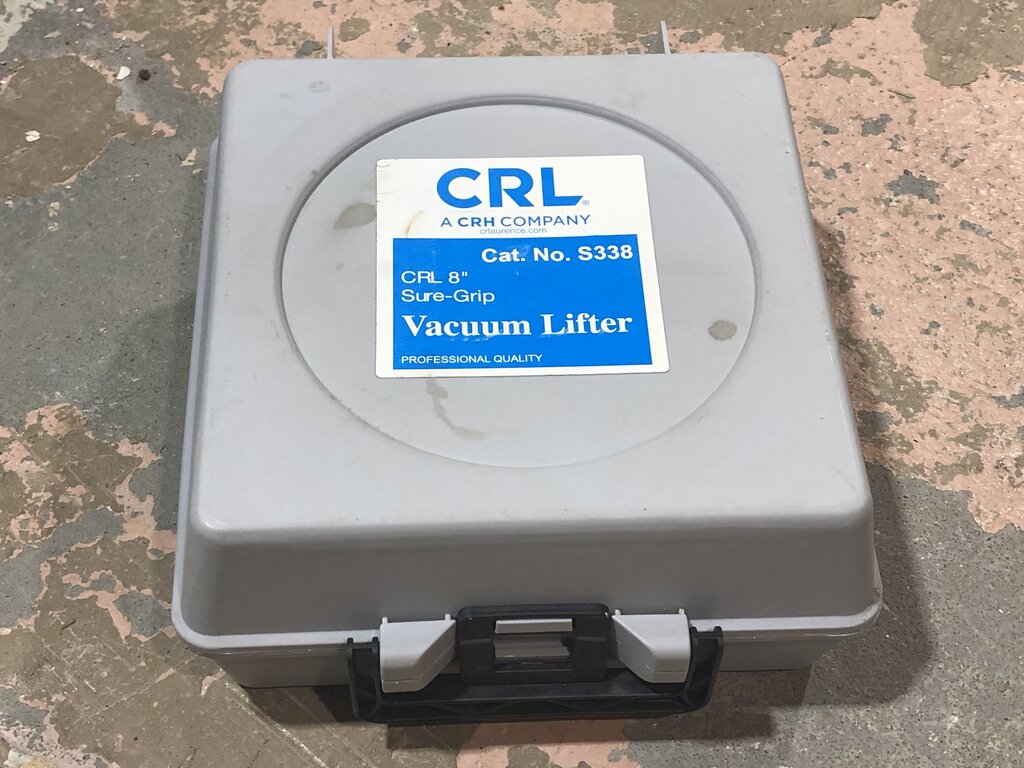 CRL®
A CRH COMPANY
crlaurence.com
Cat. No. S338
CRL 8"
Sure-Grip
Vacuum Lifter
PROFESSIONAL QUALITY